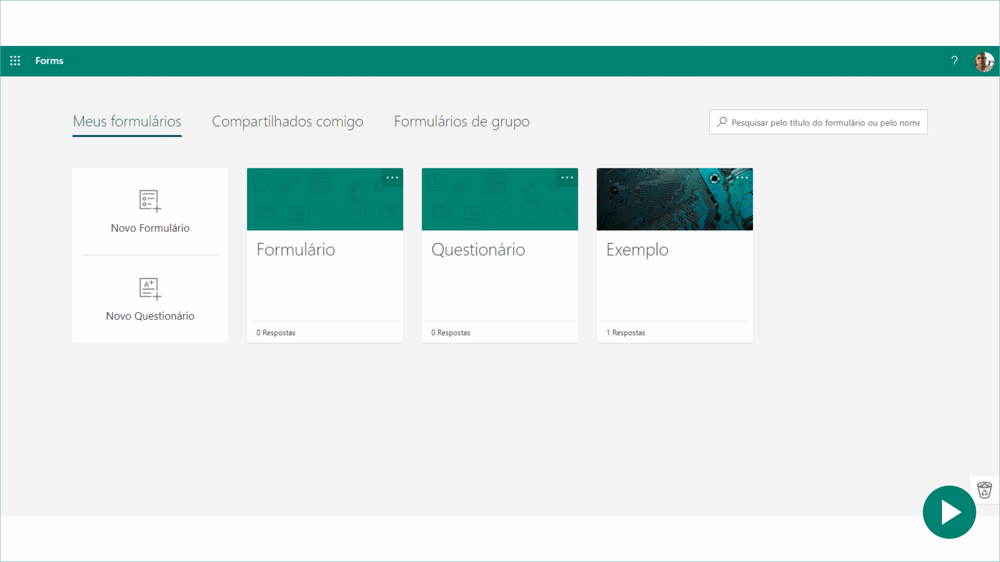 Forms
?
Meus formulários
Compartilhados comigo
Formulários de grupo
Pesquisar pelo título do formulário ou pelo nome
Novo Formulário
A+
Novo Questionário
Formulário
0 Respostas
Questionário
0 Respostas
Exemplo
1 Respostas